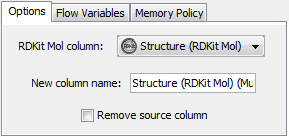 Options Flow Variables Memory Policy
RDKit Mol column: Structure (RDKit Mol)
New column name: Structure (RDKit Mol) (Mu
Remove source column